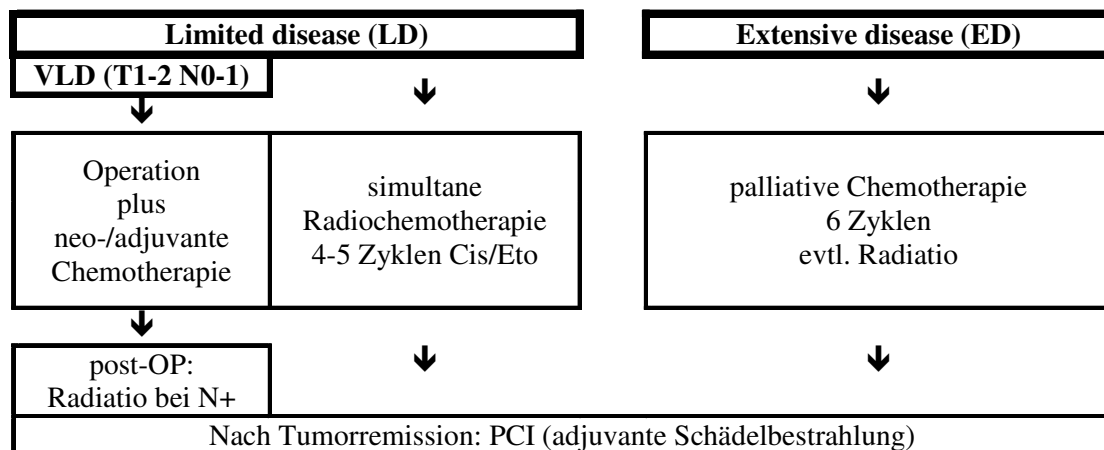 Limited disease (LD)
Extensive disease (ED)
VLD (T1-2 N0-1)
Operation
plus
neo-/adjuvante
Chemotherapie
simultane
Radiochemotherapie
4-5 Zyklen Cis/Eto
palliative Chemotherapie
6 Zyklen
evtl. Radiatio
post-OP:
Radiatio bei N+
Nach Tumorremission: PCI (adjuvante Schädelbestrahlung)